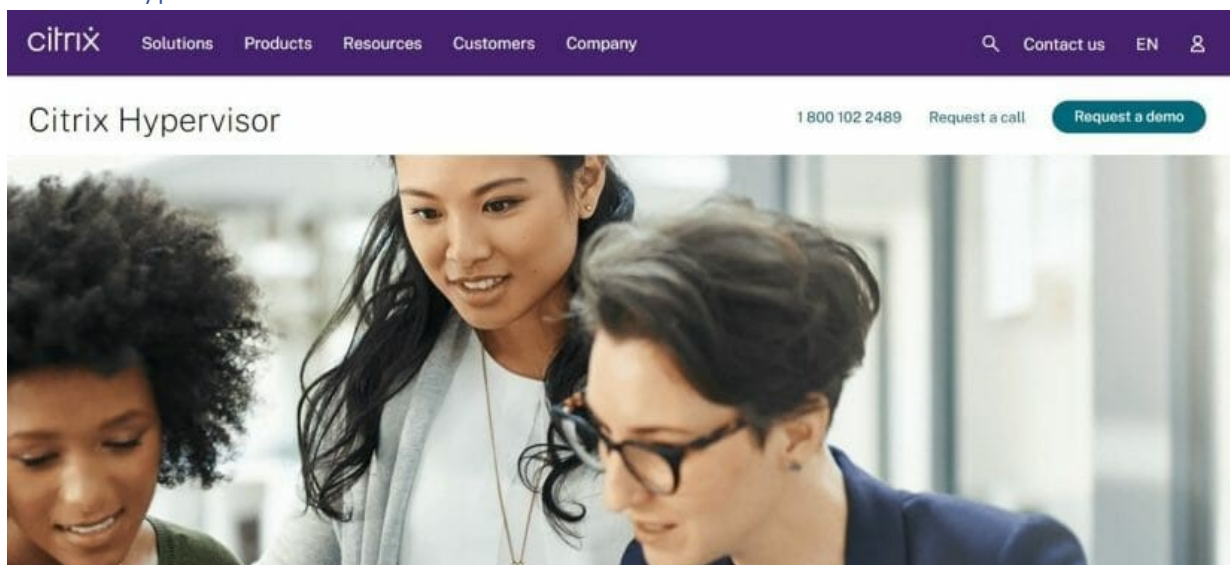 citrix Solutions Products Resources Customers Company Contact us EN
Citrix Hypervisor 1 800 102 2489 Request a call Request a demo